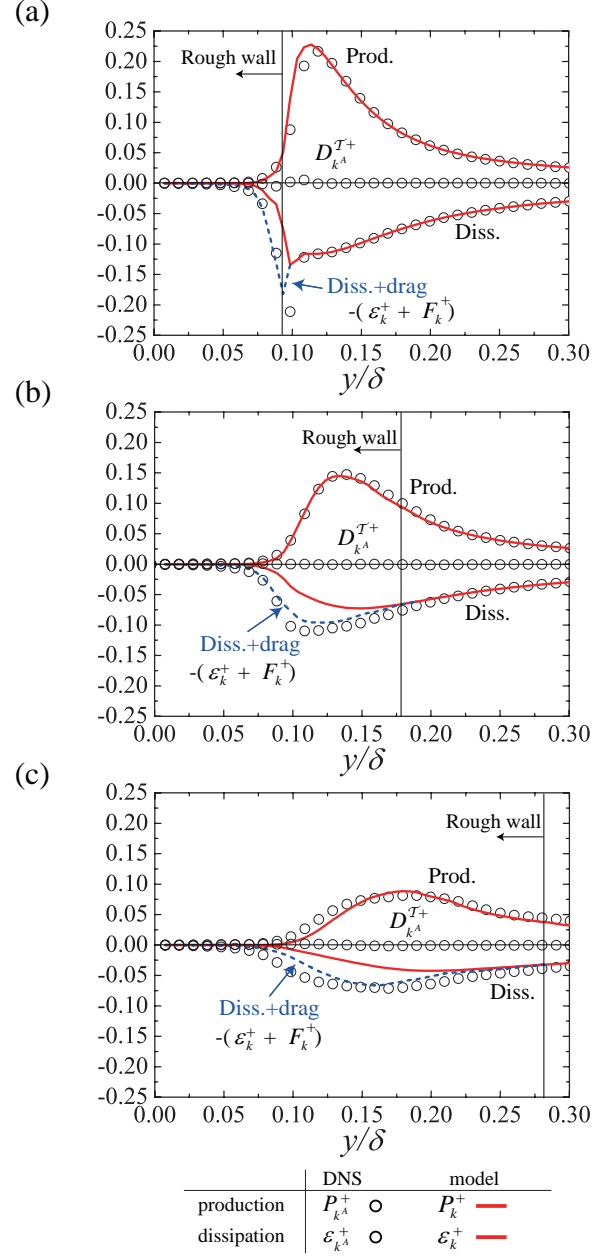 (a)
0.25
0.20
0.15
0.10
0.05
0.00
-0.05
-0.10
-0.15
-0.20
-0.25
Rough wall
Prod.
D_{k^A}^{𝒯+}
Diss.
Diss.+drag
-( ε_k^+ + F_k^+)
0.00 0.05 0.10 0.15 0.20 0.25 0.30
y/δ
(b)
0.25
0.20
0.15
0.10
0.05
0.00
-0.05
-0.10
-0.15
-0.20
-0.25
Rough wall
Prod.
D_{k^A}^{𝒯+}
Diss.
Diss.+drag
-( ε_k^+ + F_k^+)
0.00 0.05 0.10 0.15 0.20 0.25 0.30
y/δ
(c)
0.25
0.20
0.15
0.10
0.05
0.00
-0.05
-0.10
-0.15
-0.20
-0.25
Rough wall
Prod.
D_{k^A}^{𝒯+}
Diss.
Diss.+drag
-( ε_k^+ + F_k^+)
0.00 0.05 0.10 0.15 0.20 0.25 0.30
y/δ
DNS model
production P_{k^A}^+ P_k^+
dissipation ε_{k^A}^+ ε_k^+